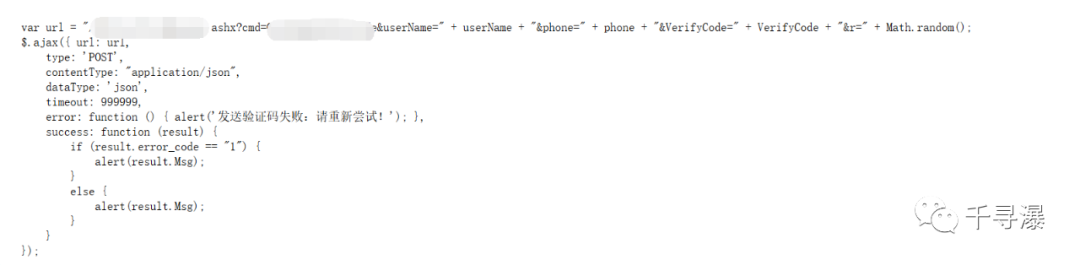 var url = ". ashx?cmd= &userName=" + userName + "&phone=" + phone + "&VerifyCode=" + VerifyCode + "&r=" + Math.random();
$.ajax({ url: url,
type: 'POST',
contentType: "application/json",
dataType: 'json',
timeout: 999999,
error: function () { alert('发送验证码失败：请重新尝试！'); },
success: function (result) {
if (result.error_code == "1") {
alert(result.Msg);
}
else {
alert(result.Msg);
}
}
});
千寻瀑